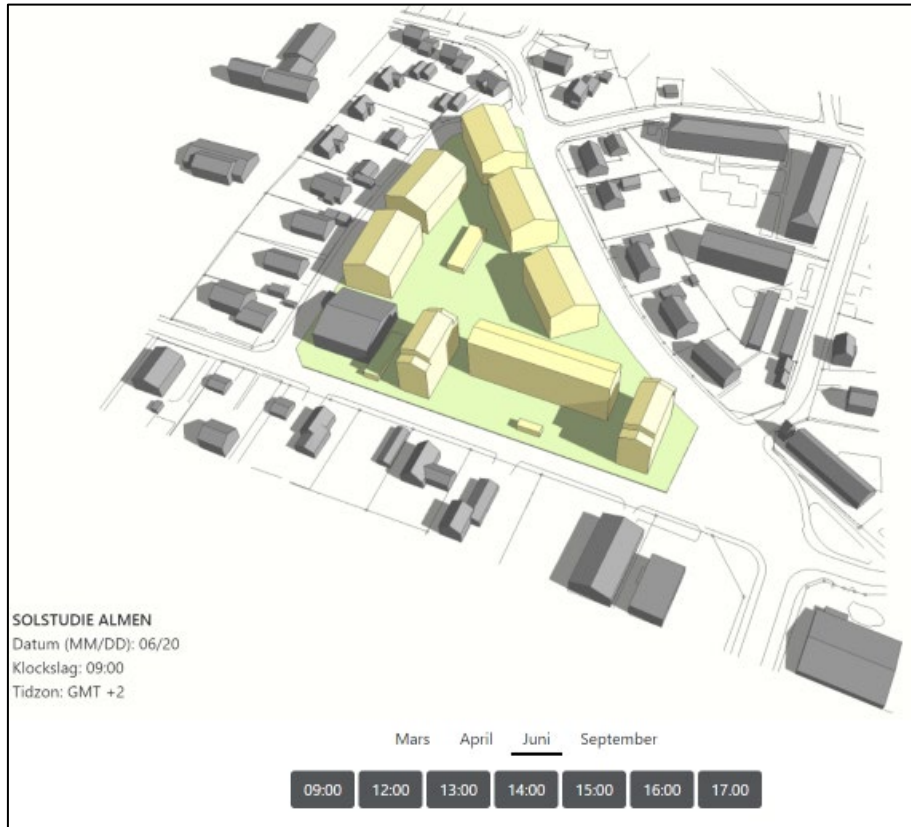 SOLSTUDIE ALMEN
Datum (MM/DD): 06/20
Klockslag: 09:00
Tidzon: GMT +2
Mars April Juni September
09:00 12:00 13:00 14:00 15:00 16:00 17.00